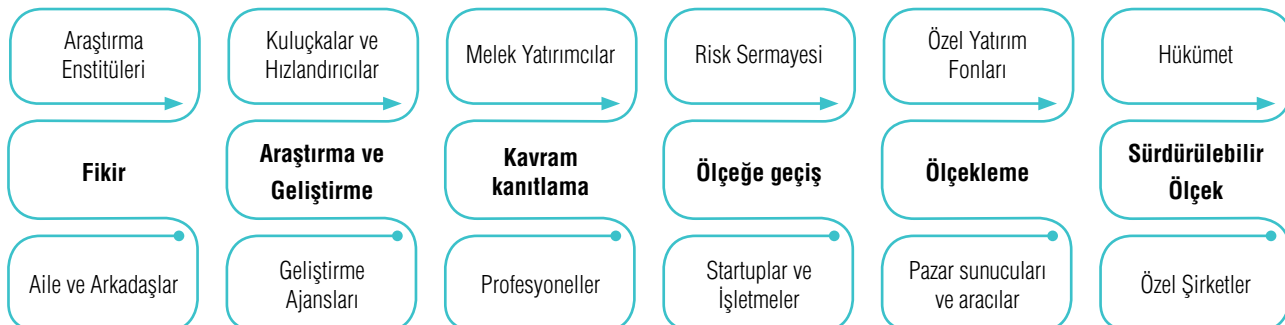 Araştırma
Enstitüleri
Kuluçkalar ve
Hızlandırıcılar
Melek Yatırımcılar
Risk Sermayesi
Özel Yatırım
Fonları
Hükümet
Fikir
Araştırma ve
Geliştirme
Kavram
kanıtlama
Ölçeğe geçiş
Ölçekleme
Sürdürülebilir
Ölçek
Aile ve Arkadaşlar
Geliştirme
Ajansları
Profesyoneller
Startuplar ve
İşletmeler
Pazar sunucuları
ve aracılar
Özel Şirketler